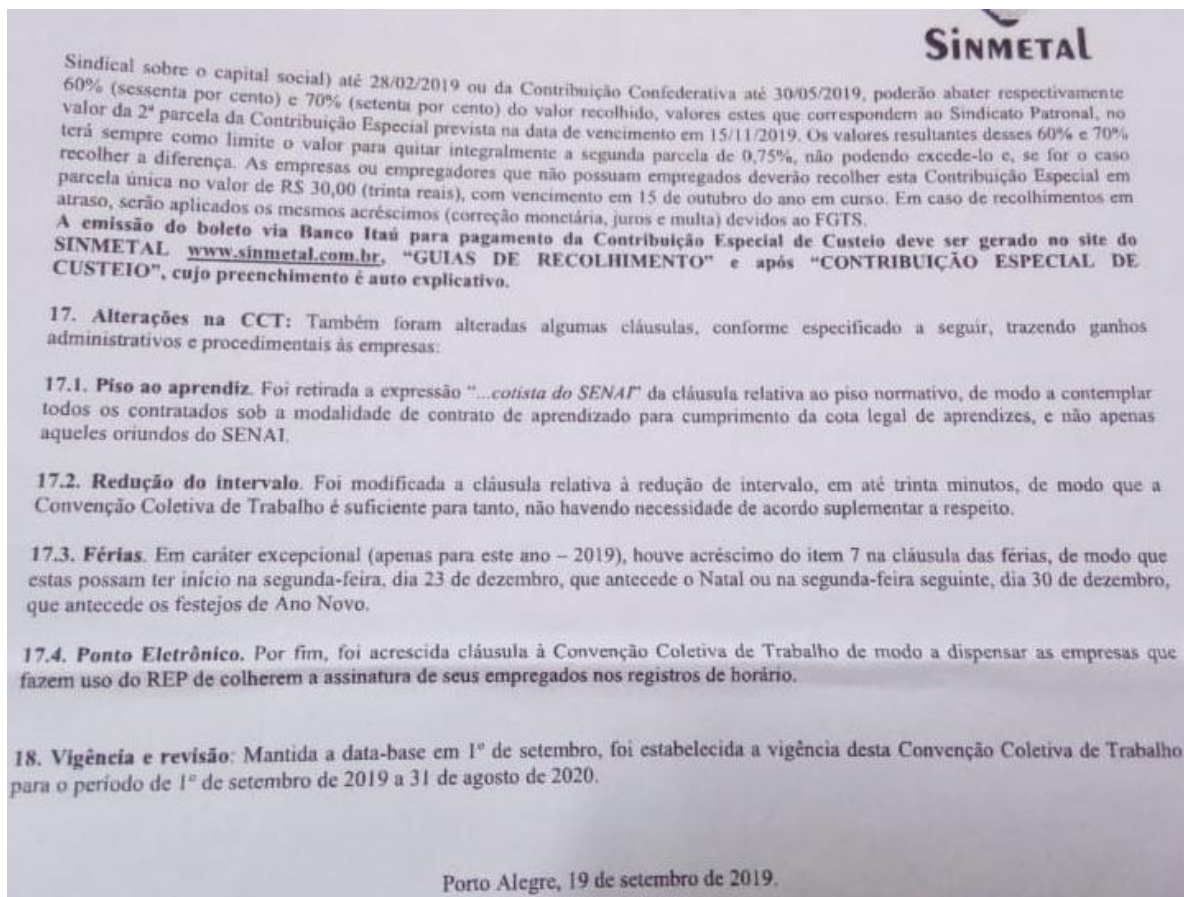 SINMETAL
Sindical sobre o capital social) até 28/02/2019 ou da Contribuição Confederativa até 30/05/2019, poderão abater respectivamente
60% (sessenta por cento) e 70% (setenta por cento) do valor recolhido, valores estes que correspondem ao Sindicato Patronal, no
valor da 2ª parcela da Contribuição Especial prevista na data de vencimento em 15/11/2019. Os valores resultantes desses 60% e 70%
terá sempre como limite o valor para quitar integralmente a segunda parcela de 0,75%, não podendo excede-lo e, se for o caso
recolher a diferença. As empresas ou empregadores que não possuam empregados deverão recolher esta Contribuição Especial em
parcela única no valor de R$ 30,00 (trinta reais), com vencimento em 15 de outubro do ano em curso. Em caso de recolhimentos em
atraso, serão aplicados os mesmos acréscimos (correção monetária, juros e multa) devidos ao FGTS.
A emissão do boleto via Banco Itaú para pagamento da Contribuição Especial de Custeio deve ser gerado no site do
SINMETAL www.sinmetal.com.br, “GUIAS DE RECOLHIMENTO” e após “CONTRIBUIÇÃO ESPECIAL DE
CUSTEIO”, cujo preenchimento é auto explicativo.
17. Alterações na CCT: Também foram alteradas algumas cláusulas, conforme especificado a seguir, trazendo ganhos
administrativos e procedimentais às empresas:
17.1. Piso ao aprendiz. Foi retirada a expressão “...cotista do SENAI” da cláusula relativa ao piso normativo, de modo a contemplar
todos os contratados sob a modalidade de contrato de aprendizado para cumprimento da cota legal de aprendizes, e não apenas
aqueles oriundos do SENAI.
17.2. Redução do intervalo. Foi modificada a cláusula relativa à redução de intervalo, em até trinta minutos, de modo que a
Convenção Coletiva de Trabalho é suficiente para tanto, não havendo necessidade de acordo suplementar a respeito.
17.3. Férias. Em caráter excepcional (apenas para este ano – 2019), houve acréscimo do item 7 na cláusula das férias, de modo que
estas possam ter início na segunda-feira, dia 23 de dezembro, que antecede o Natal ou na segunda-feira seguinte, dia 30 de dezembro,
que antecede os festejos de Ano Novo.
17.4. Ponto Eletrônico. Por fim, foi acrescida cláusula à Convenção Coletiva de Trabalho de modo a dispensar as empresas que
fazem uso do REP de colherem a assinatura de seus empregados nos registros de horário.
18. Vigência e revisão: Mantida a data-base em 1º de setembro, foi estabelecida a vigência desta Convenção Coletiva de Trabalho
para o período de 1º de setembro de 2019 a 31 de agosto de 2020.
Porto Alegre, 19 de setembro de 2019.